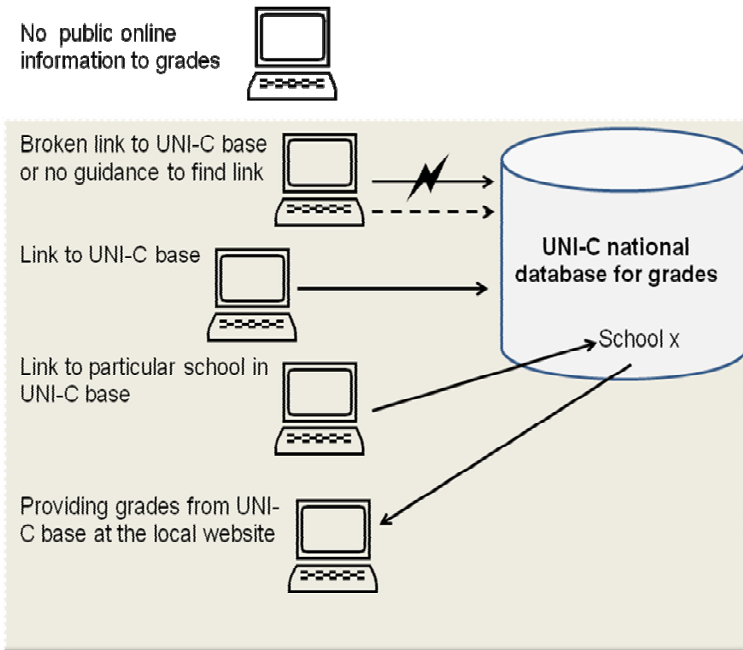 No public online
information to grades
Broken link to UNI-C base
or no guidance to find link
UNI-C national
database for grades
Link to UNI-C base
School x
Link to particular school in
UNI-C base
Providing grades from UNI-
C base at the local website